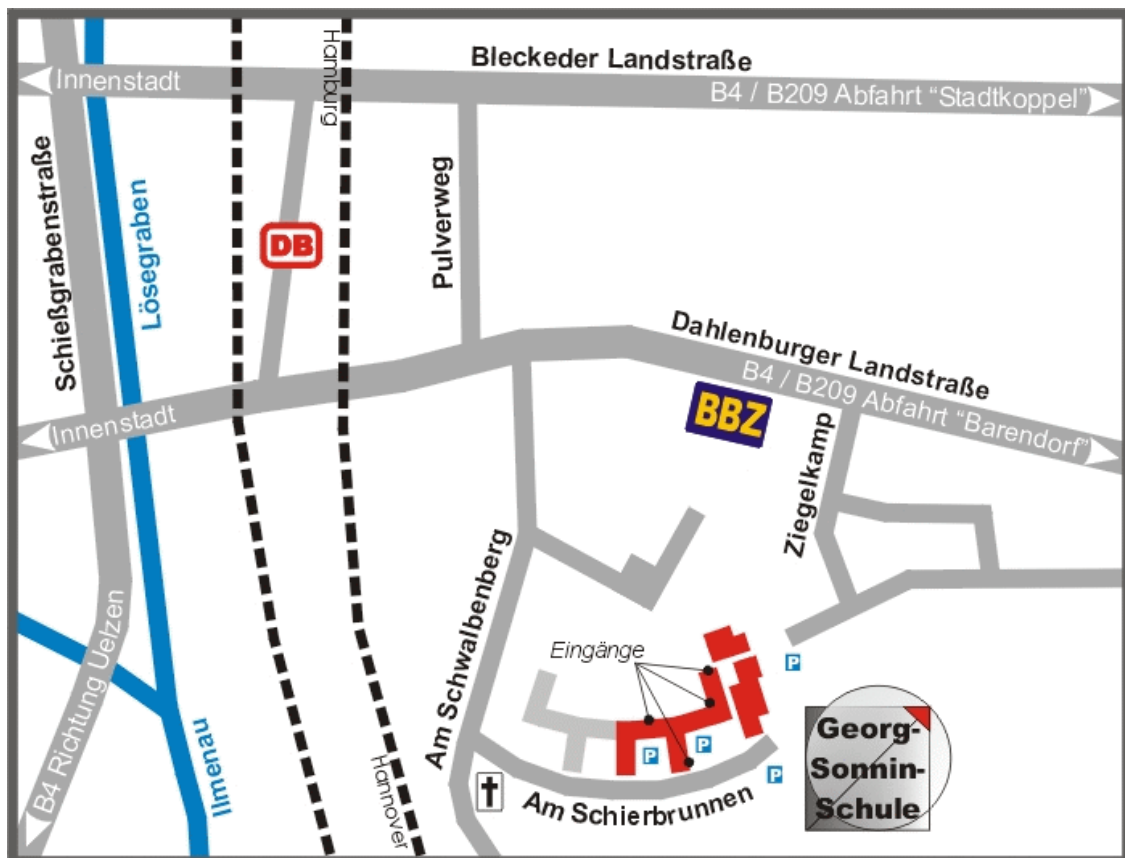 Bleckeder Landstraße
Innenstadt
B4 / B209 Abfahrt “Stadtkoppel”
Hamburg
Schießgrabenstraße
Lösegraben
Pulverweg
DB
Dahlenburger Landstraße
B4 / B209 Abfahrt “Barendorf”
BBZ
Innenstadt
Ziegelkamp
Am Schwalbenberg
B4 Richtung Uelzen
Eingänge
P
Ilmenau
Hannover
P
P
P
Am Schierbrunnen
Georg-
Sonnin-
Schule